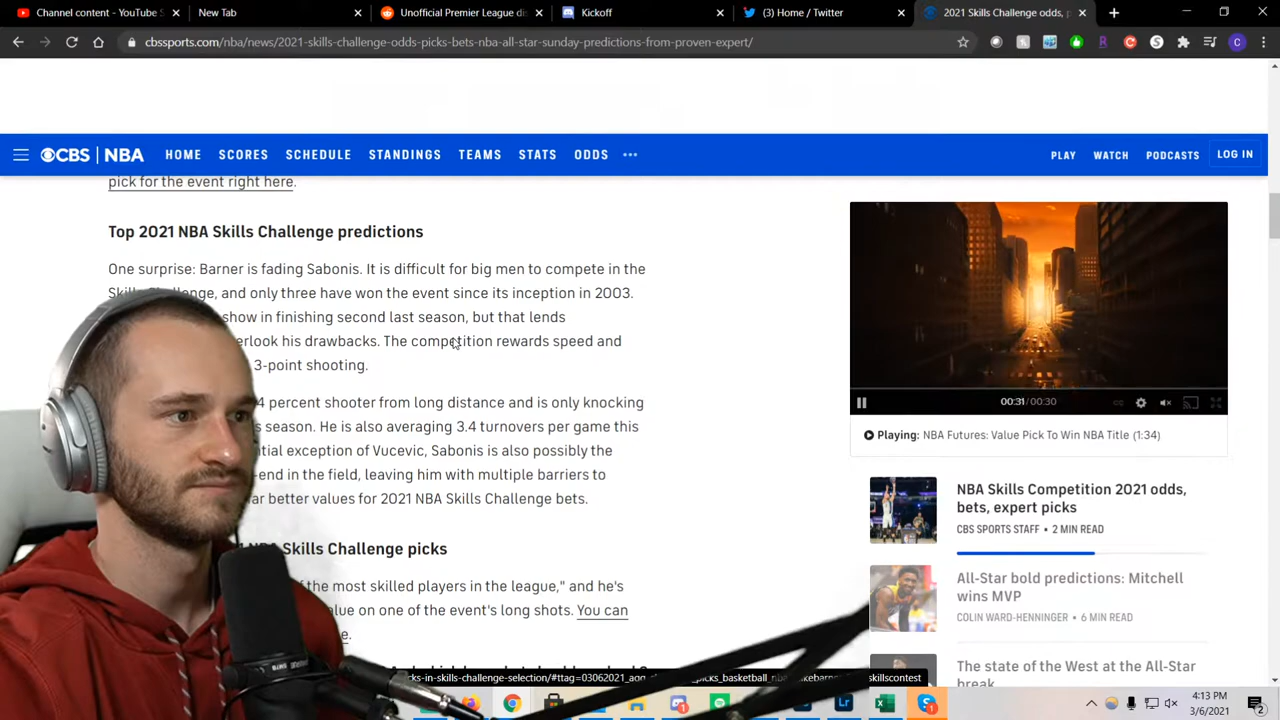 Channel content - YouTube S
New Tab
Unofficial Premier League di
Kickoff
(3) Home / Twitter
2021 Skills Challenge odds, p
cbssports.com/nba/news/2021-skills-challenge-odds-picks-bets-nba-all-star-sunday-predictions-from-proven-expert/
CBS NBA HOME SCORES SCHEDULE STANDINGS TEAMS STATS ODDS PLAY WATCH PODCASTS LOG IN
pick for the event right here.
Top 2021 NBA Skills Challenge predictions
One surprise: Barner is fading Sabonis. It is difficult for big men to compete in the
Skills Challenge, and only three have won the event since its inception in 2003.
show in finishing second last season, but that lends
erlook his drawbacks. The competition rewards speed and
3-point shooting.
4 percent shooter from long distance and is only knocking
s season. He is also averaging 3.4 turnovers per game this
tial exception of Vucevic, Sabonis is also possibly the
-end in the field, leaving him with multiple barriers to
ar better values for 2021 NBA Skills Challenge bets.
1 NBA Skills Challenge picks
f the most skilled players in the league," and he's
alue on one of the event's long shots. You can
e.
00:31/00:30
Playing: NBA Futures: Value Pick To Win NBA Title (1:34)
NBA Skills Competition 2021 odds,
bets, expert picks
CBS SPORTS STAFF • 2 MIN READ
All-Star bold predictions: Mitchell
wins MVP
COLIN WARD-HENNINGER • 6 MIN READ
The state of the West at the All-Star
break
cks-in-skills-challenge-selection/#ttag=03062021_ag
picks_basketball_nb
akebarne
skillscontest
4:13 PM
3/6/2021